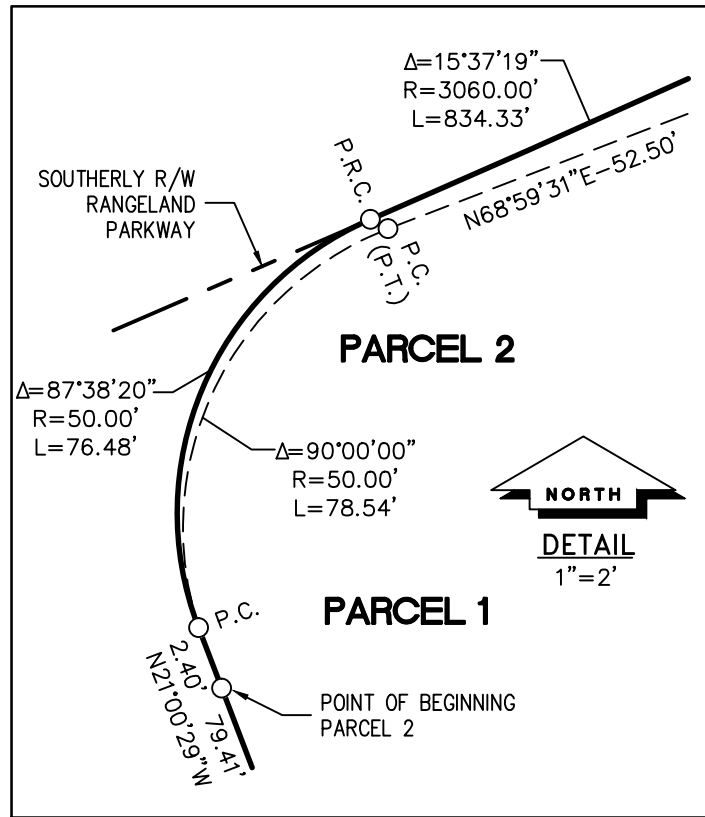 Δ=15°37'19"
R=3060.00'
L=834.33'
SOUTHERLY R/W
RANGELAND
PARKWAY
P.R.C.
N68°59'31"E-52.50'
P.C.
(P.T.)
PARCEL 2
Δ=87°38'20"
R=50.00'
L=76.48'
Δ=90°00'00"
R=50.00'
L=78.54'
NORTH
DETAIL
1"=2'
PARCEL 1
P.C.
2.40'
N21°00'29"W
79.41'
POINT OF BEGINNING
PARCEL 2